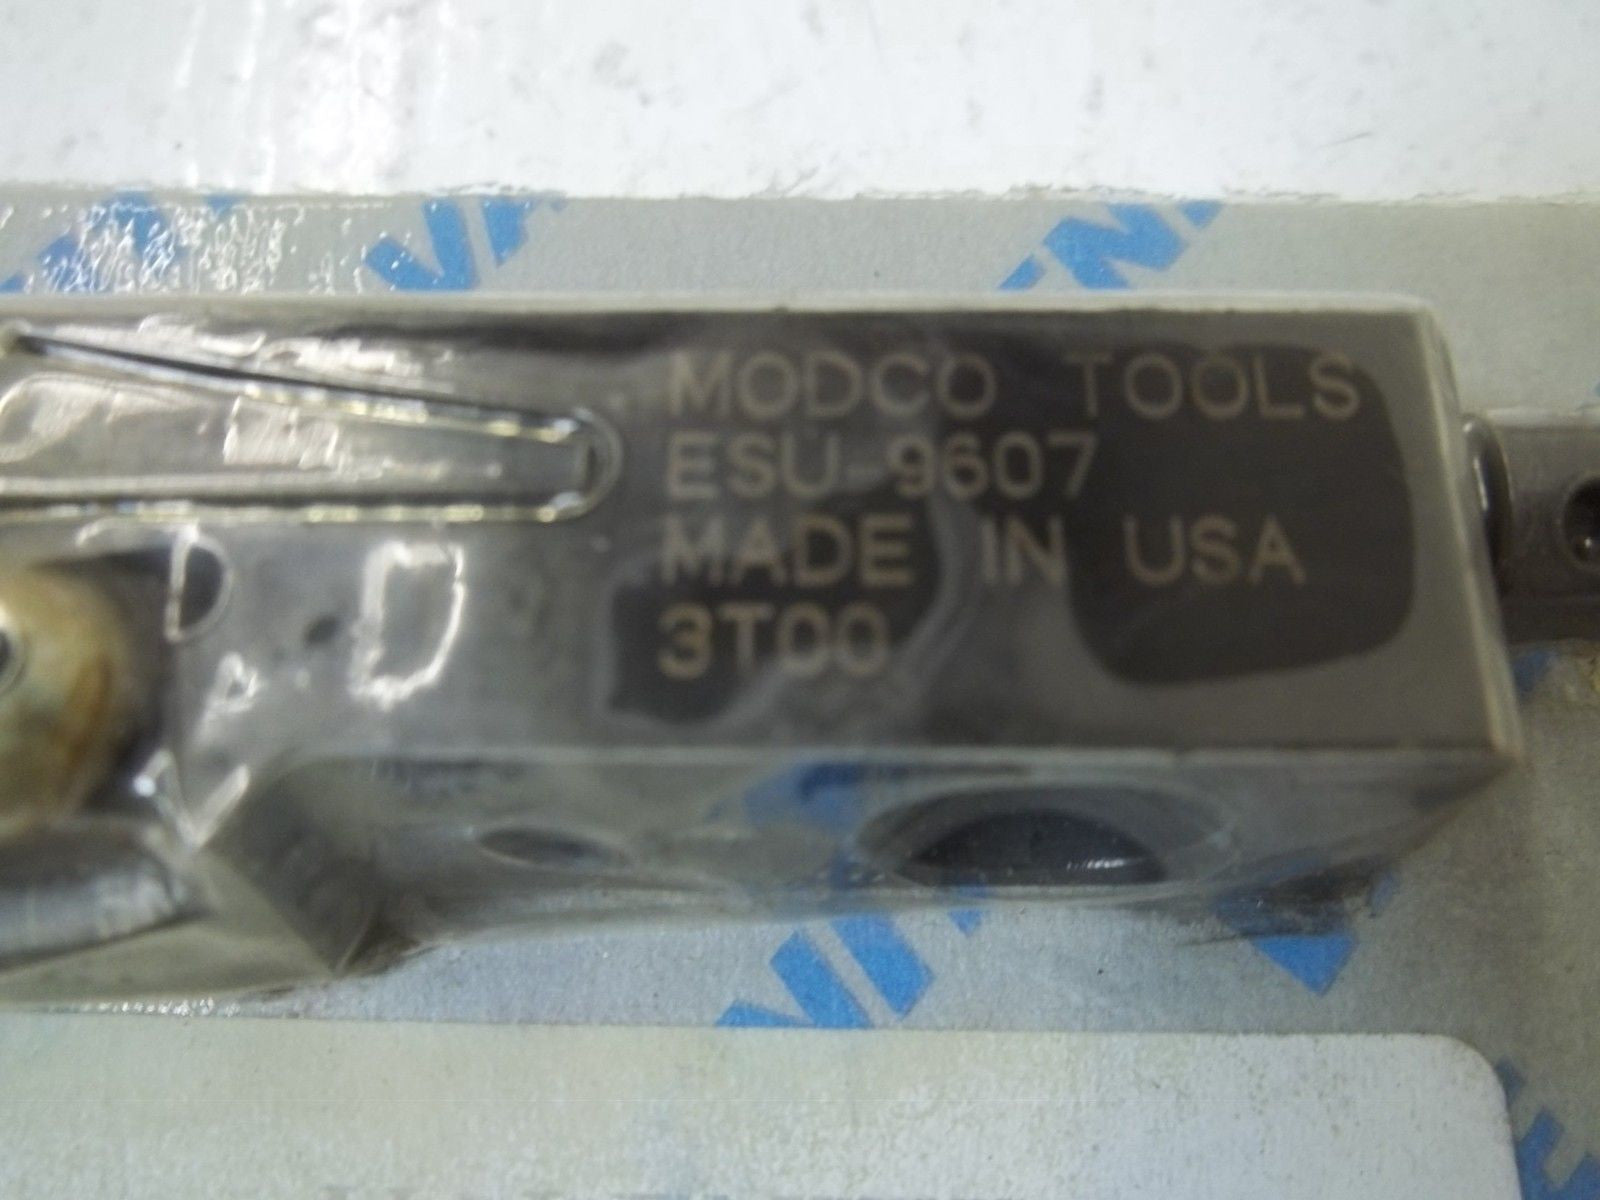 MODCO TOOLS
ESU-9607
MADE IN USA
3T00